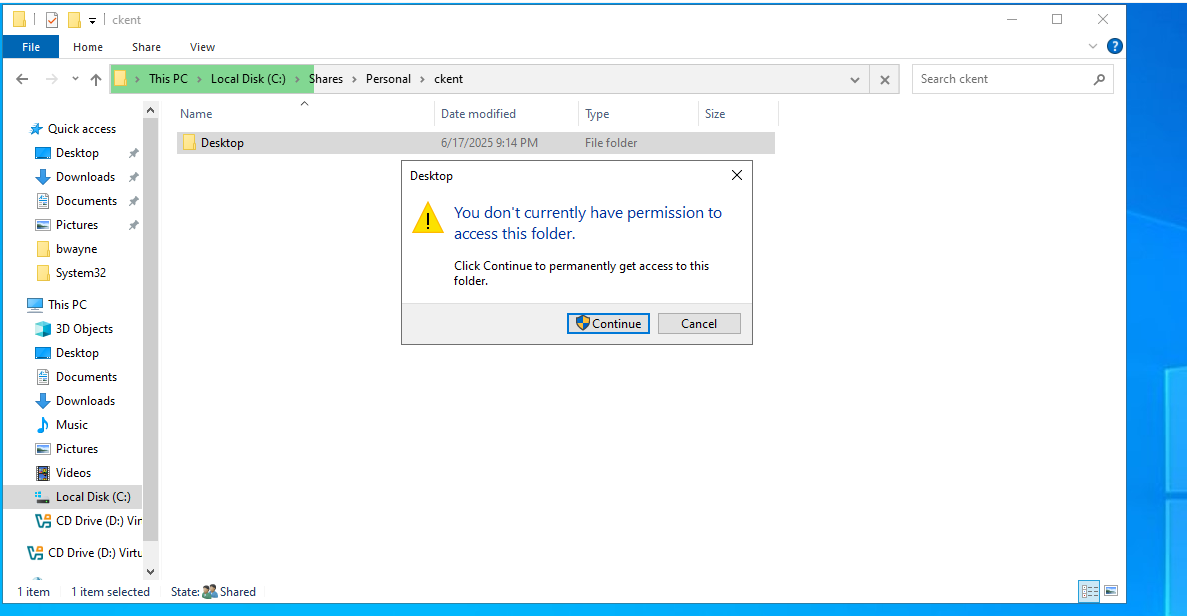 ckent
File Home Share View
This PC Local Disk (C:) Shares Personal ckent
Search ckent
Name Date modified Type Size
Desktop 6/17/2025 9:14 PM File folder
Quick access
Desktop
Downloads
Documents
Pictures
bwayne
System32
This PC
3D Objects
Desktop
Documents
Downloads
Music
Pictures
Videos
Local Disk (C:)
CD Drive (D:) Vir
CD Drive (D:) Virtu
Desktop
You don't currently have permission to
access this folder.
Click Continue to permanently get access to this
folder.
Continue Cancel
1 item 1 item selected State: Shared